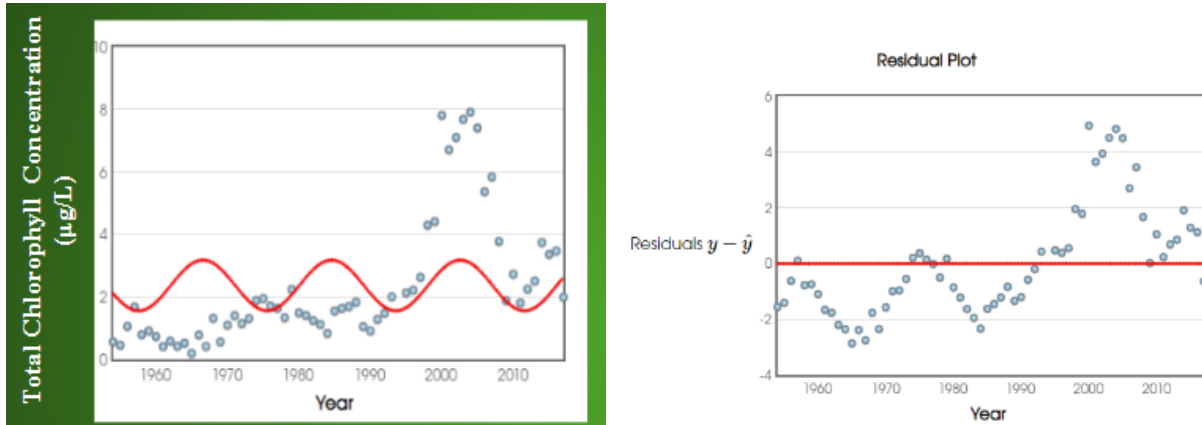 Total Chlorophyll Concentration
(µg/L)
10
8
6
4
2
0
1960 1970 1980 1990 2000 2010
Year
Residual Plot
6
4
2
Residuals y − ŷ
0
-2
-4
1960 1970 1980 1990 2000 2010
Year